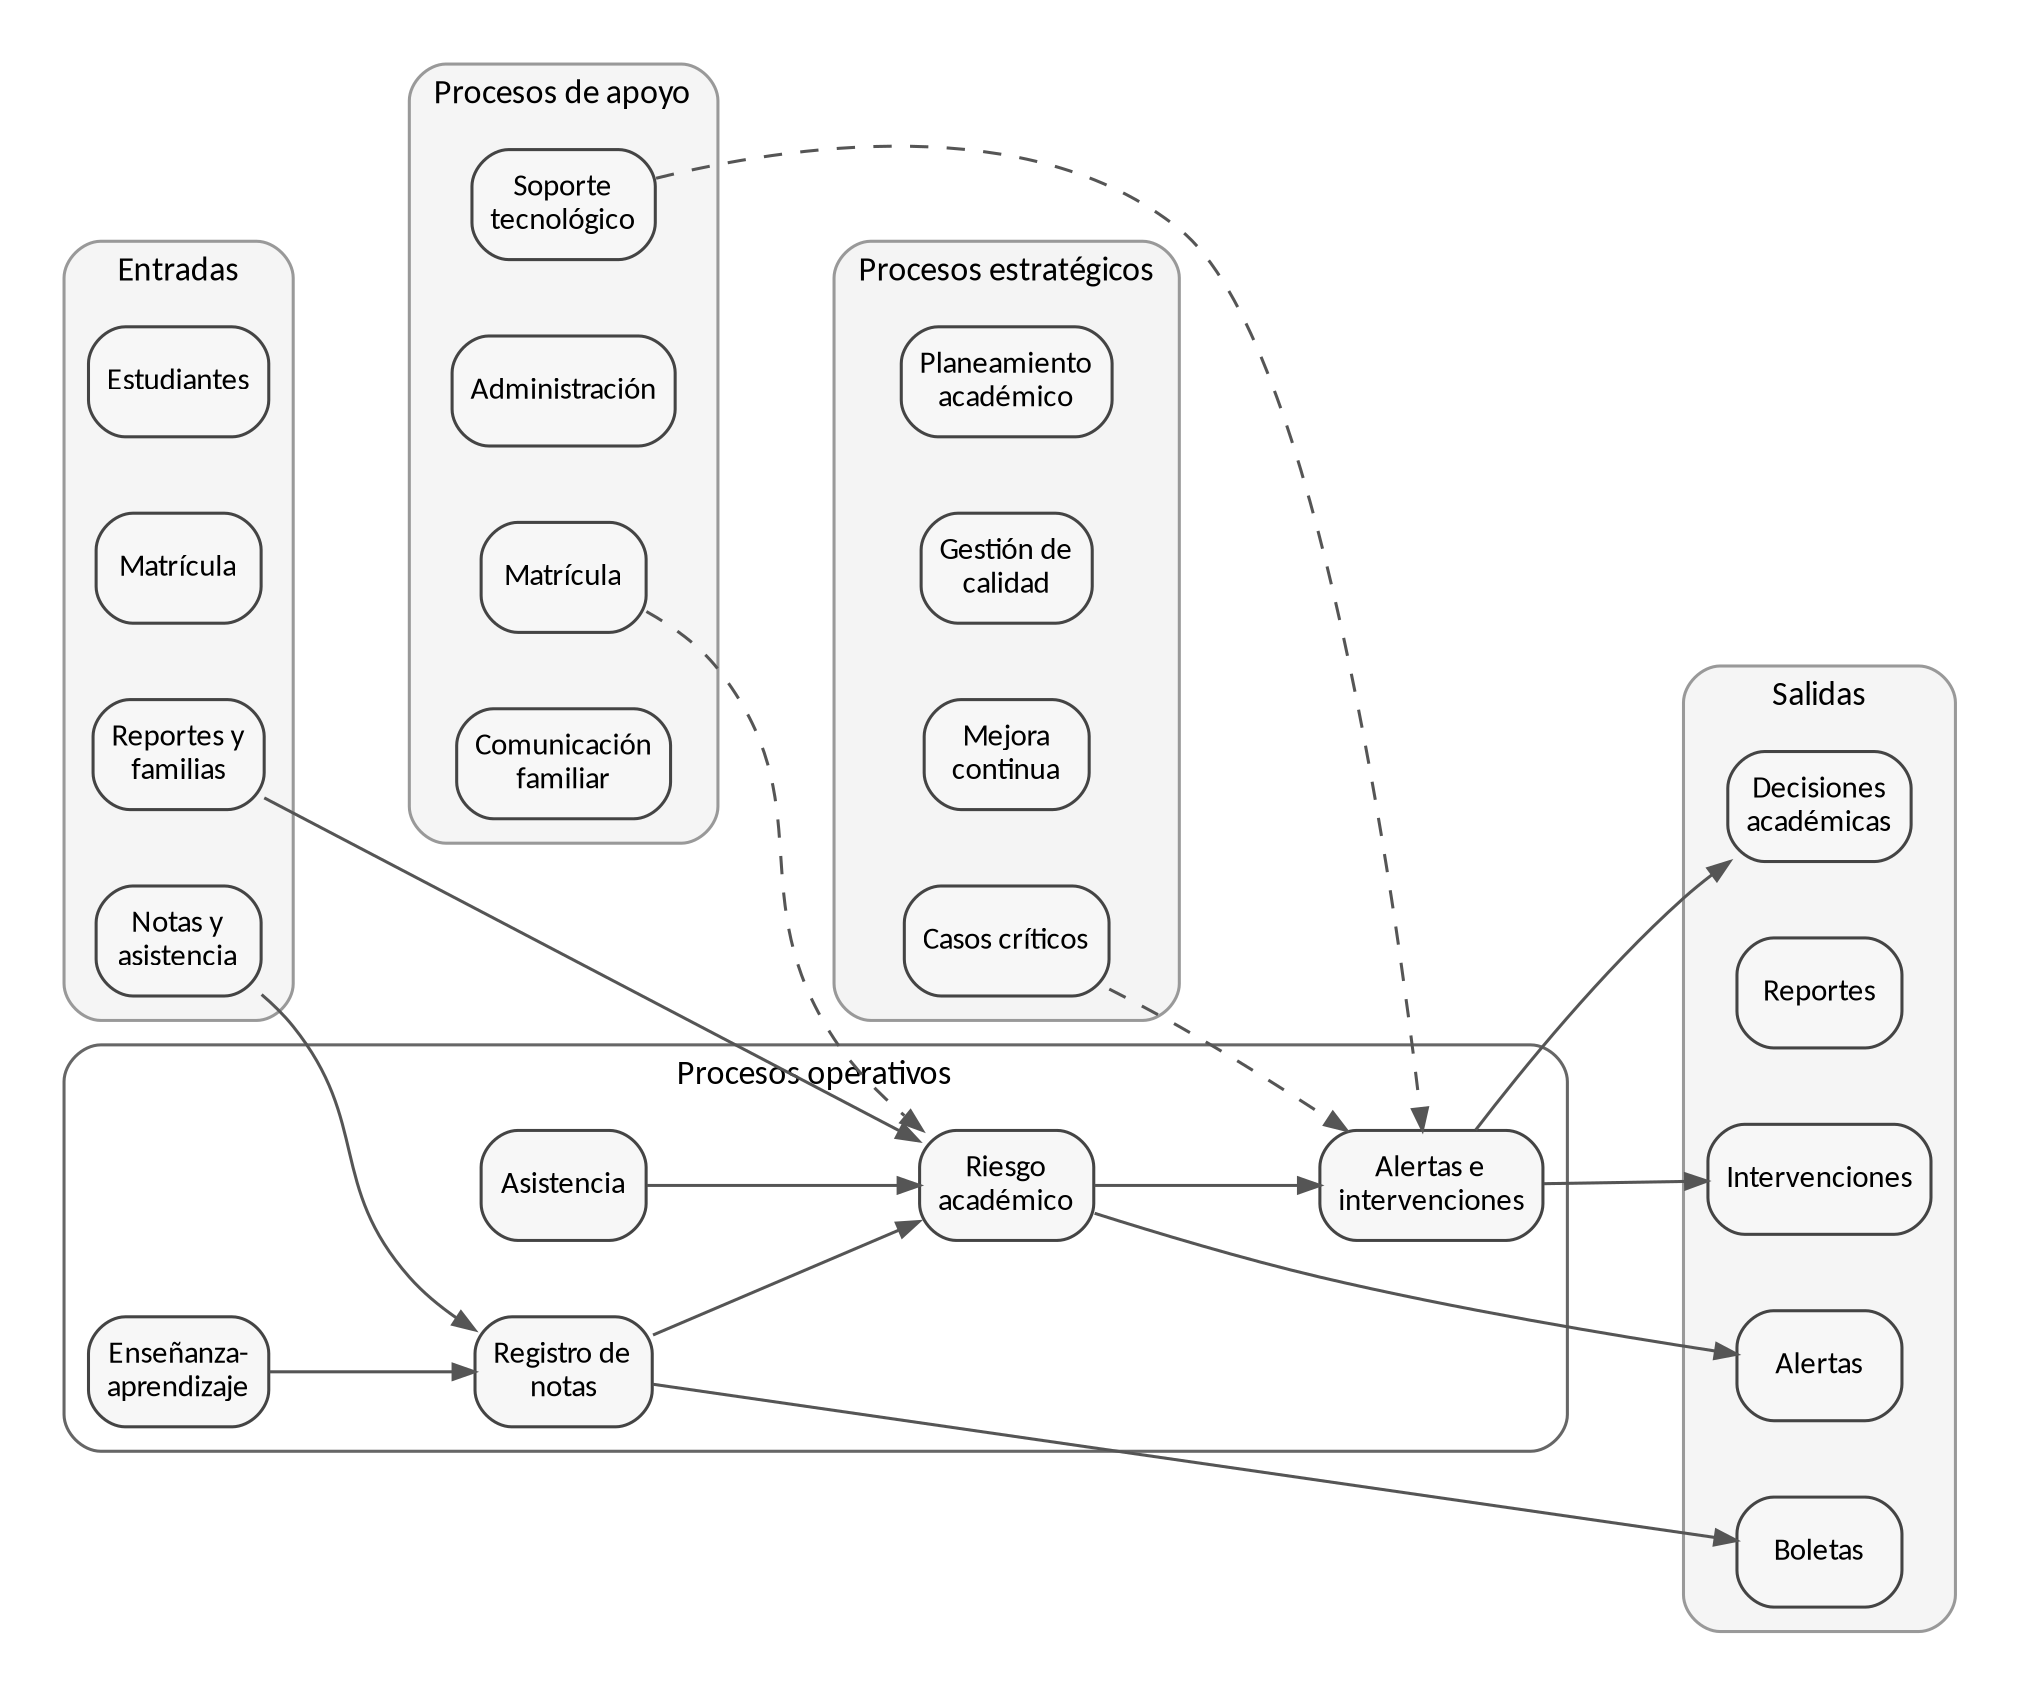 Procesos de apoyo
Soporte
tecnológico
Administración
Matrícula
Comunicación
familiar
Entradas
Estudiantes
Matrícula
Reportes y
familias
Notas y
asistencia
Procesos estratégicos
Planeamiento
académico
Gestión de
calidad
Mejora
continua
Casos críticos
Procesos operativos
Asistencia
Riesgo
académico
Alertas e
intervenciones
Enseñanza-
aprendizaje
Registro de
notas
Salidas
Decisiones
académicas
Reportes
Intervenciones
Alertas
Boletas